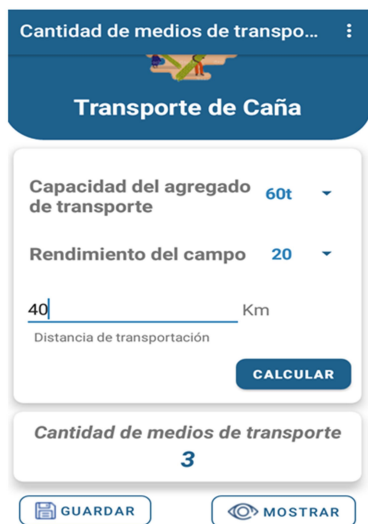 Cantidad de medios de transpo...
Transporte de Caña
Capacidad del agregado
de transporte
60t
Rendimiento del campo
20
40
Km
Distancia de transportación
CALCULAR
Cantidad de medios de transporte
3
GUARDAR
MOSTRAR